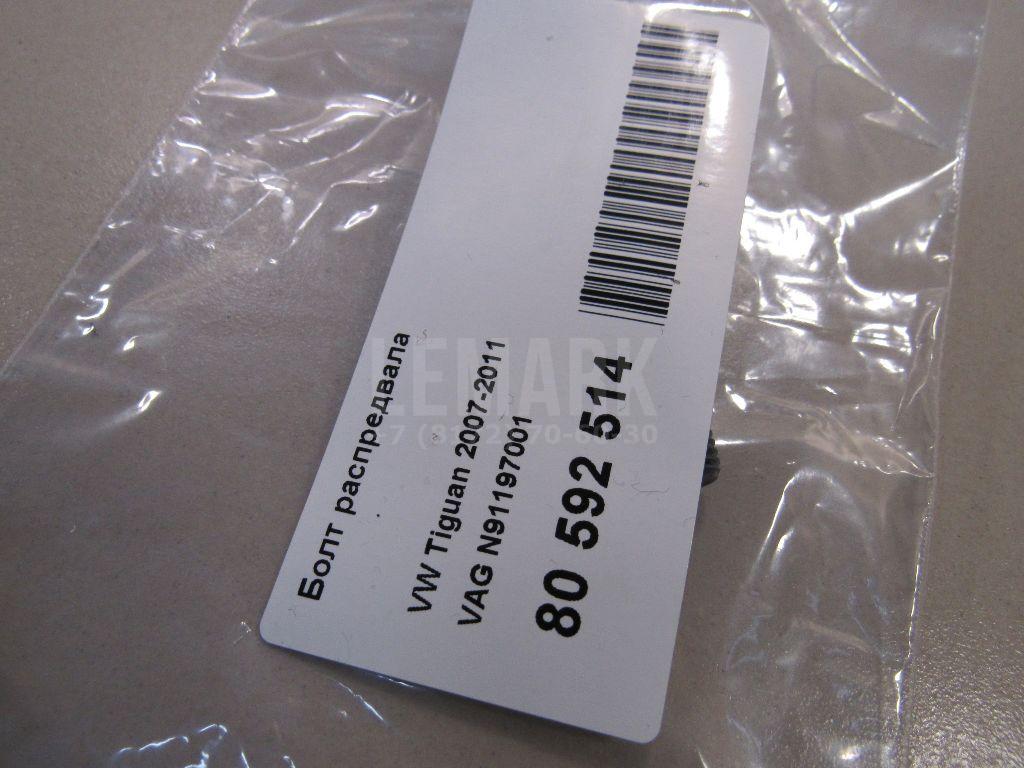 Болт распредвала
VW Tiguan 2007-2011
VAG N91197001
80 592 514
LEMARK